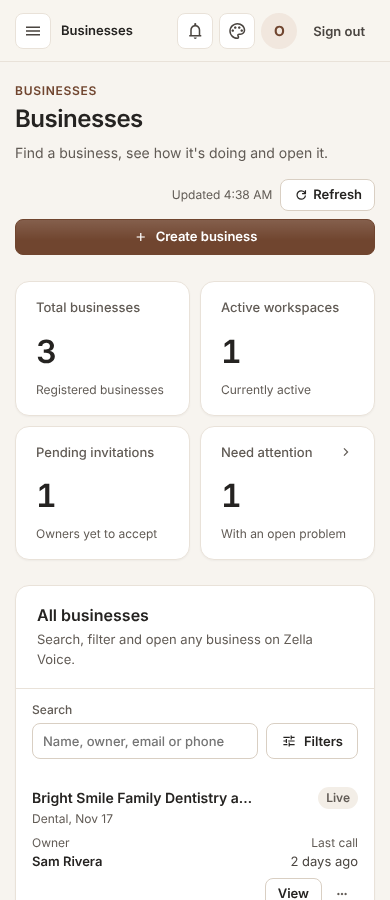 Businesses
O
Sign out
BUSINESSES
Businesses
Find a business, see how it's doing and open it.
Updated 4:38 AM
Refresh
+ Create business
Total businesses
3
Registered businesses
Active workspaces
1
Currently active
Pending invitations
1
Owners yet to accept
Need attention
1
With an open problem
All businesses
Search, filter and open any business on Zella
Voice.
Search
Name, owner, email or phone
Filters
Bright Smile Family Dentistry a...
Live
Dental, Nov 17
Owner
Last call
Sam Rivera
2 days ago
View
···